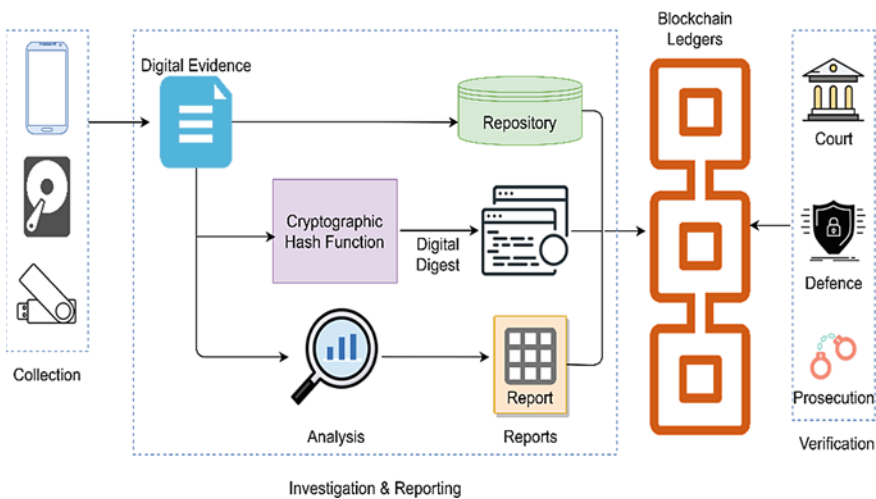 Blockchain
Ledgers
Digital Evidence
Repository
Court
Cryptographic
Hash Function
Digital
Digest
Defence
Collection
Report
Prosecution
Analysis
Reports
Verification
Investigation & Reporting